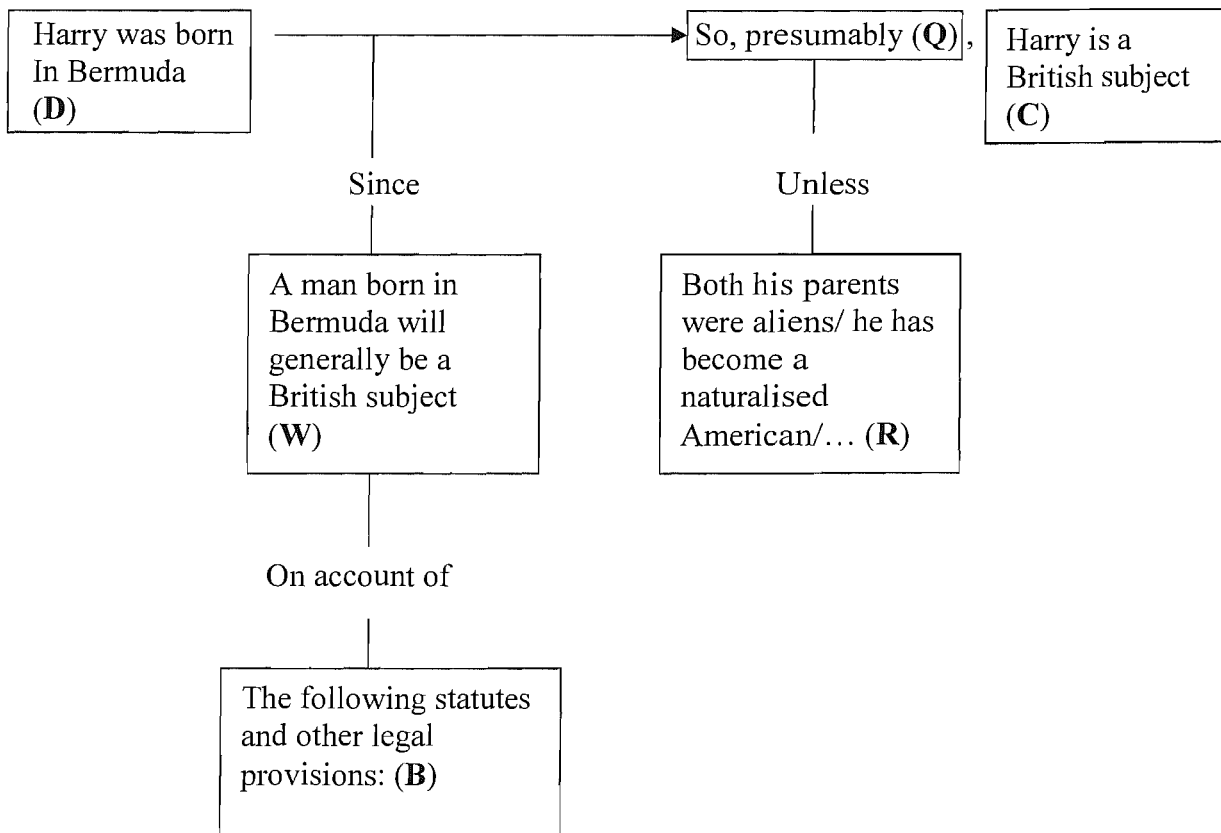 Harry was born
In Bermuda
(D)
So, presumably (Q),
Harry is a
British subject
(C)
Since
Unless
A man born in
Bermuda will
generally be a
British subject
(W)
Both his parents
were aliens/ he has
become a
naturalised
American/… (R)
On account of
The following statutes
and other legal
provisions: (B)